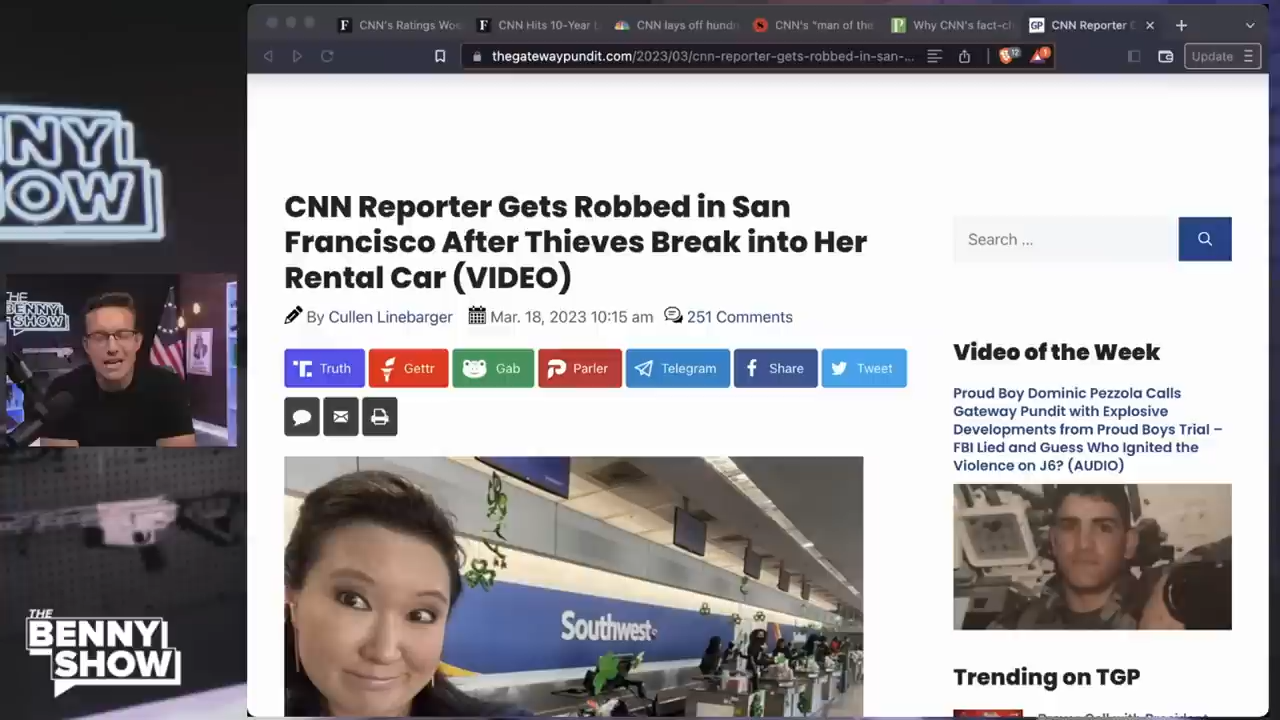 CNN's Ratings Wo
CNN Hits 10-Year L
CNN lays off hund
CNN's "man of the
Why CNN's fact-c
CNN Reporter
thegatewaypundit.com/2023/03/cnn-reporter-gets-robbed-in-san-...
12
1
Update
NYI
OW
CNN Reporter Gets Robbed in San
Francisco After Thieves Break into Her
Rental Car (VIDEO)
By Cullen Linebarger Mar. 18, 2023 10:15 am 251 Comments
Truth Gettr Gab Parler Telegram Share Tweet
Search ...
Video of the Week
Proud Boy Dominic Pezzola Calls
Gateway Pundit with Explosive
Developments from Proud Boys Trial –
FBI Lied and Guess Who Ignited the
Violence on J6? (AUDIO)
Southwest
Trending on TGP
THE
BENNY
SHOW
THE
BENNY
SHOW